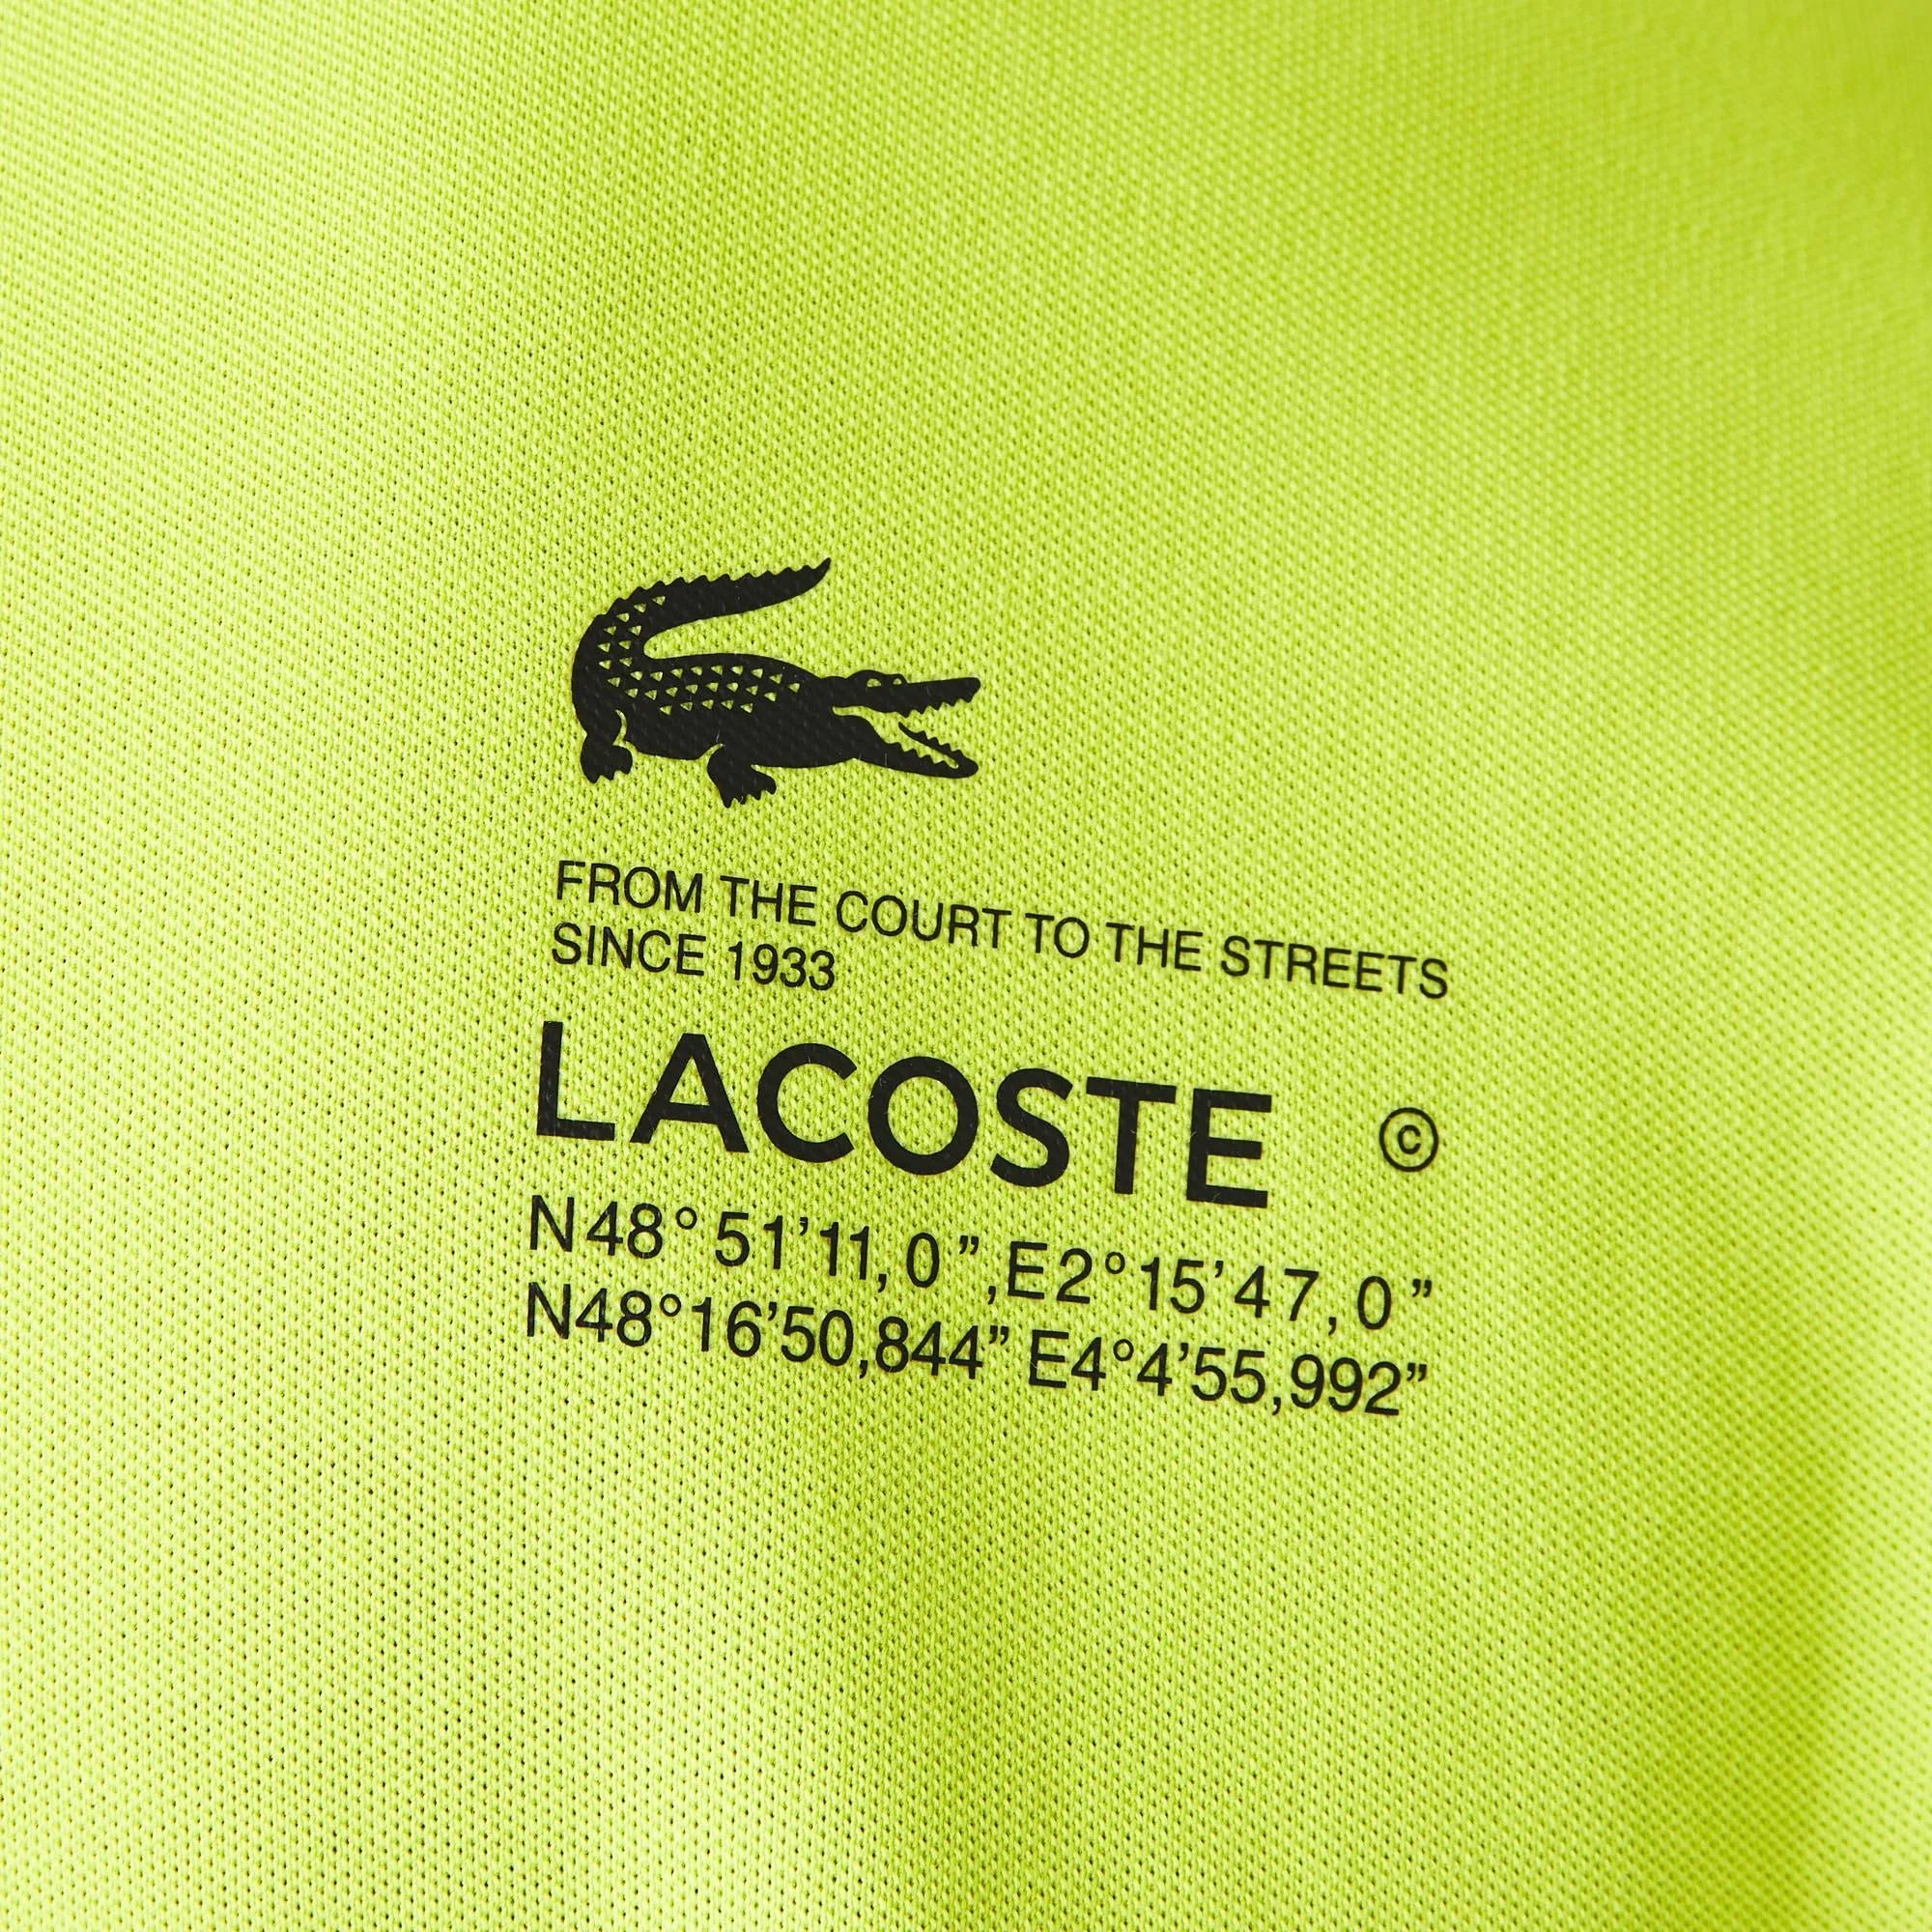 FROM THE COURT TO THE STREETS
SINCE 1933
LACOSTE ©
N48° 51’11,0”,E2°15’47,0”
N48°16’50,844” E4°4’55,992”